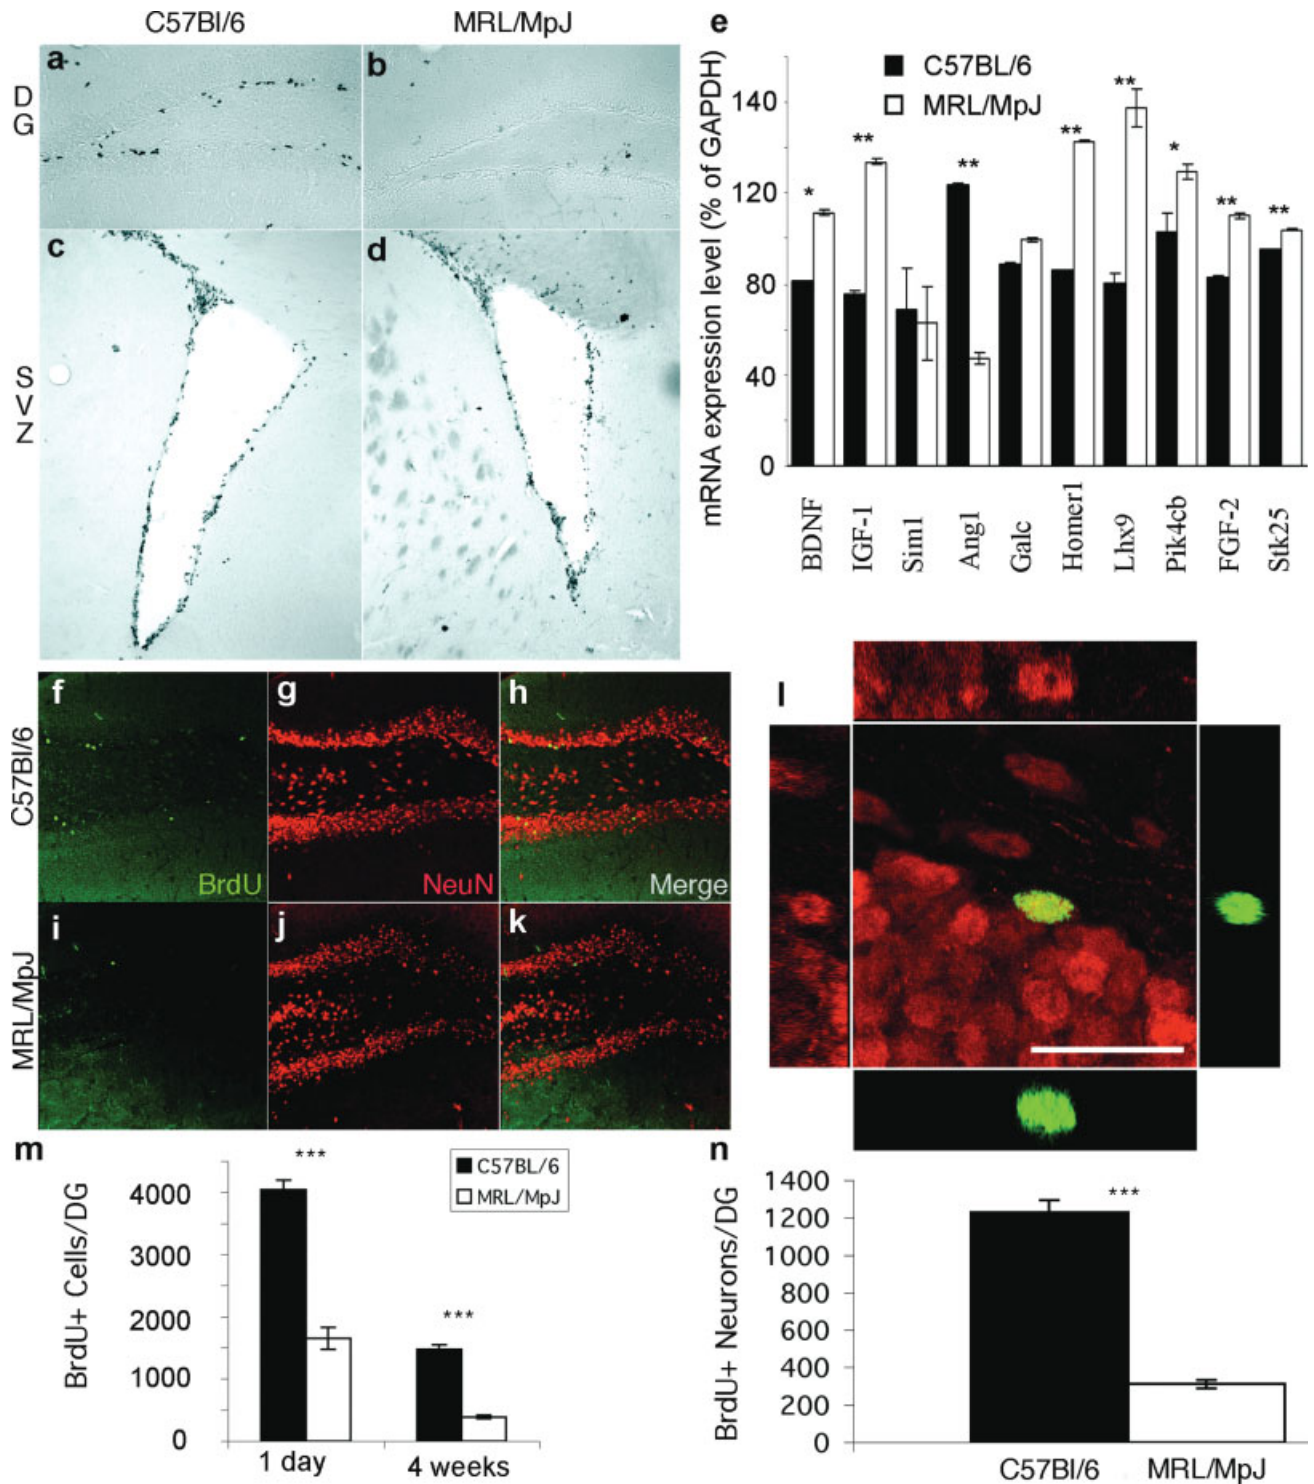 C57Bl/6
MRL/MpJ
a
b
D
G
c
d
S
V
Z
e
C57BL/6
MRL/MpJ
mRNA expression level (% of GAPDH)
140
120
80
40
0
* ** ** ** ** * ** **
BDNF
IGF-1
Sim1
Ang1
Galc
Homer1
Lhx9
Pik4cb
FGF-2
Stk25
C57Bl/6
f
BrdU
g
NeuN
h
Merge
MRL/MpJ
i
j
k
l
m
BrdU+ Cells/DG
4000
3000
2000
1000
0
***
***
C57BL/6
MRL/MpJ
1 day
4 weeks
n
BrdU+ Neurons/DG
1400
1200
1000
800
600
400
200
0
***
C57Bl/6
MRL/MpJ